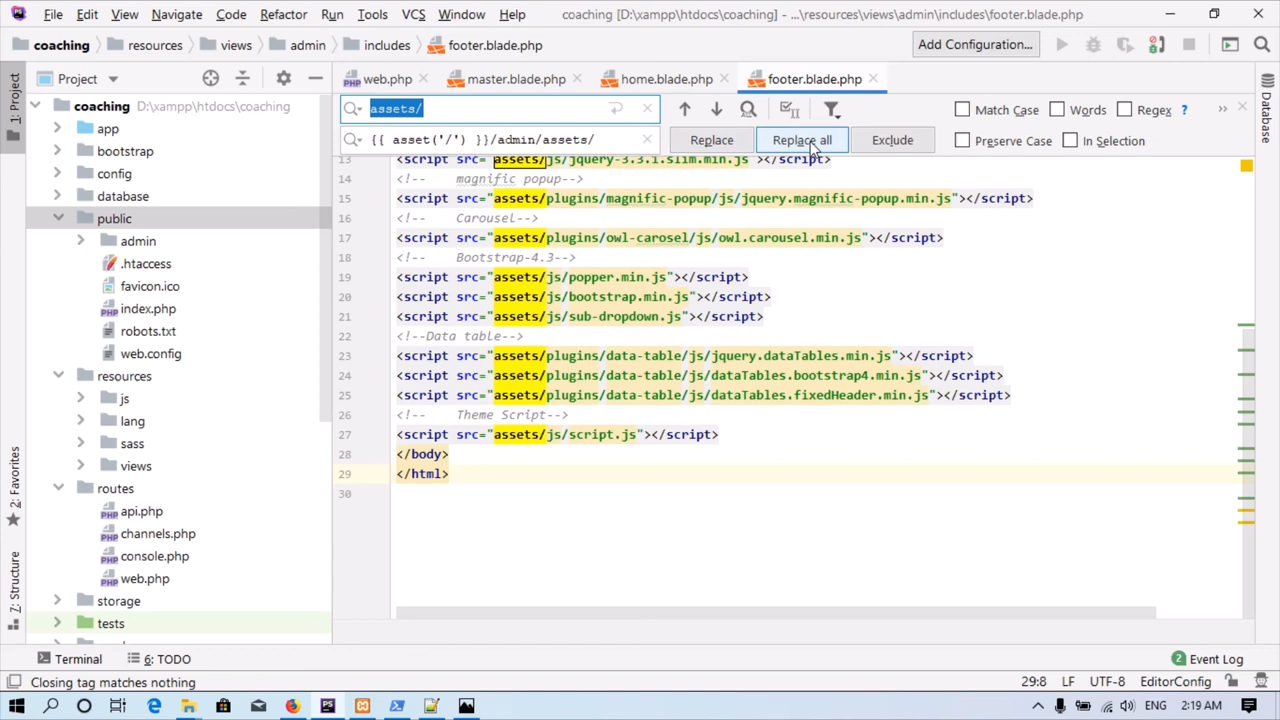 File Edit View Navigate Code Refactor Run Tools VCS Window Help coaching [D:\xampp\htdocs\coaching] - ...\resources\views\admin\includes\footer.blade.php
coaching resources views admin includes footer.blade.php Add Configuration...
1: Project
Project
web.php master.blade.php home.blade.php footer.blade.php
Database
coaching D:\xampp\htdocs\coaching
app
bootstrap
config
database
public
admin
.htaccess
favicon.ico
index.php
robots.txt
web.config
resources
js
lang
sass
views
routes
api.php
channels.php
console.php
web.php
storage
tests
2: Favorites
7: Structure
assets/ Match Case Words Regex ?
{{ asset('/') }}/admin/assets/ Replace Replace all Exclude Preserve Case In Selection
13 <script src="assets/js/jquery-3.3.1.slim.min.js"></script>
14 <!-- magnific popup-->
15 <script src="assets/plugins/magnific-popup/js/jquery.magnific-popup.min.js"></script>
16 <!-- Carousel-->
17 <script src="assets/plugins/owl-carosel/js/owl.carousel.min.js"></script>
18 <!-- Bootstrap-4.3-->
19 <script src="assets/js/popper.min.js"></script>
20 <script src="assets/js/bootstrap.min.js"></script>
21 <script src="assets/js/sub-dropdown.js"></script>
22 <!--Data table-->
23 <script src="assets/plugins/data-table/js/jquery.dataTables.min.js"></script>
24 <script src="assets/plugins/data-table/js/dataTables.bootstrap4.min.js"></script>
25 <script src="assets/plugins/data-table/js/dataTables.fixedHeader.min.js"></script>
26 <!-- Theme Script-->
27 <script src="assets/js/script.js"></script>
28 </body>
29 </html>
30
Terminal 6: TODO 2 Event Log
Closing tag matches nothing 29:8 LF UTF-8 EditorConfig
2:19 AM